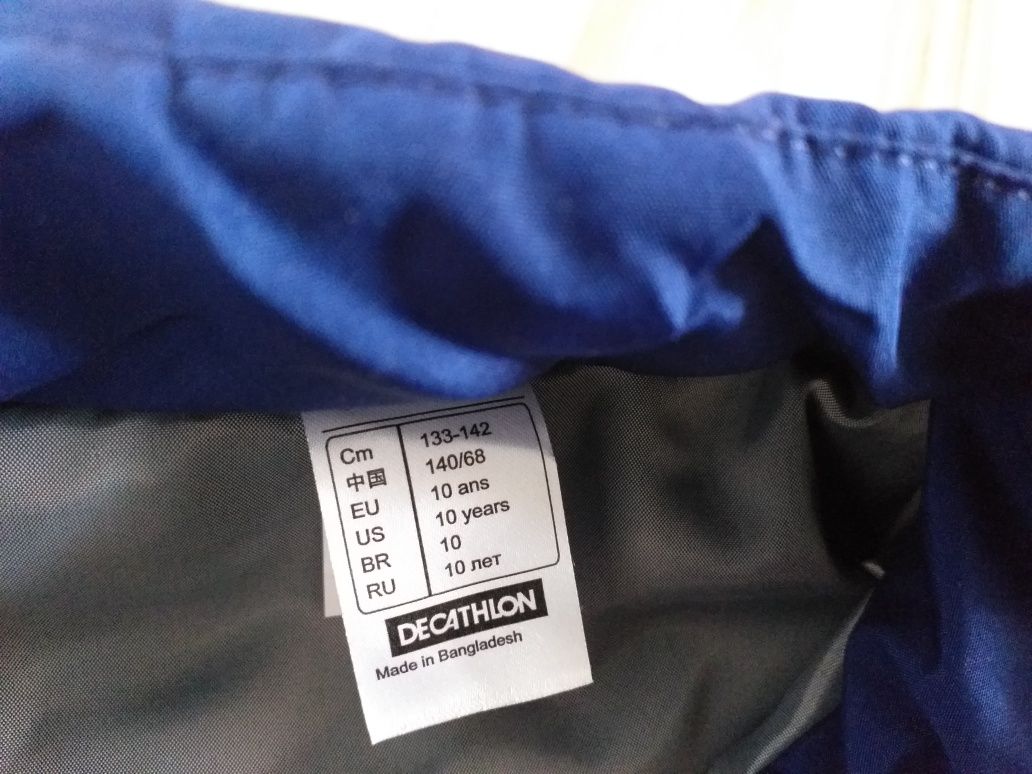 Cm 133-142
中国 140/68
EU 10 ans
US 10 years
BR 10
RU 10 лет
DECATHLON
Made in Bangladesh